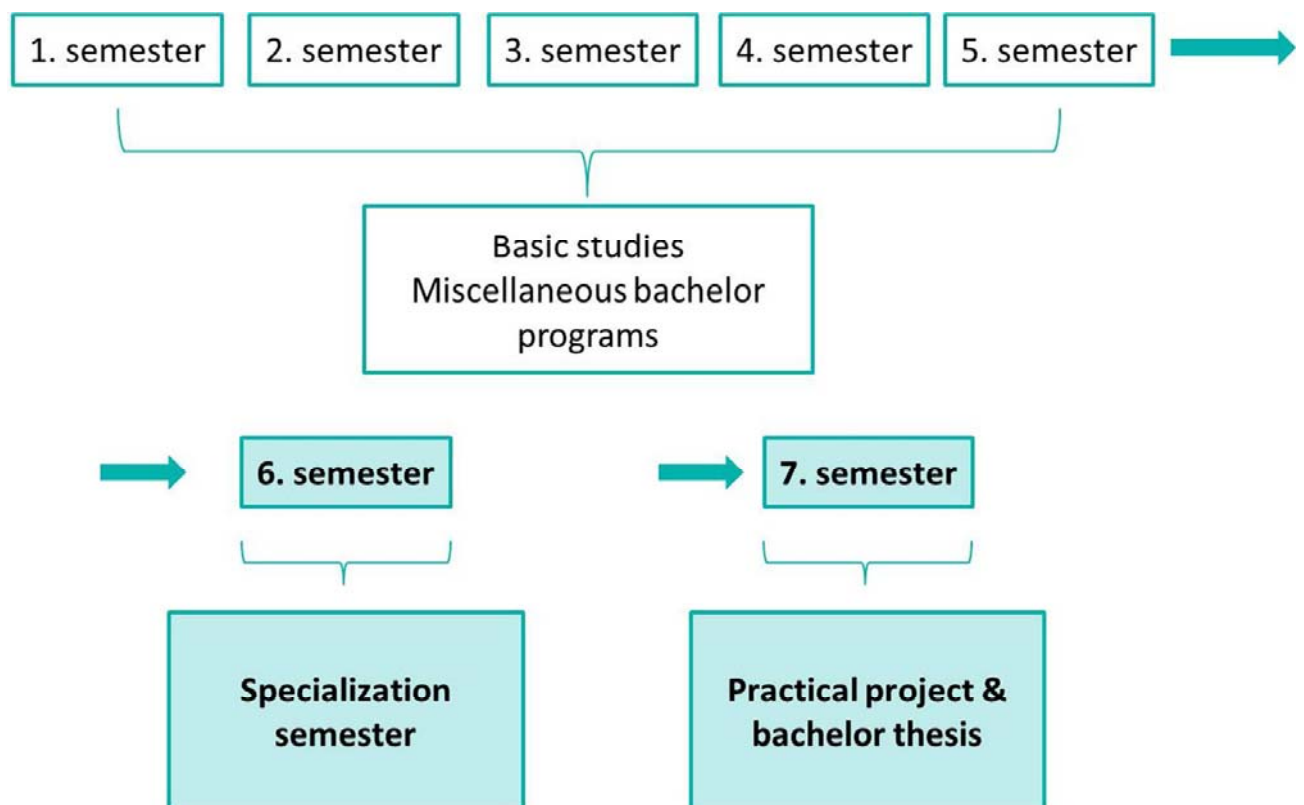 1. semester
2. semester
3. semester
4. semester
5. semester
Basic studies
Miscellaneous bachelor
programs
6. semester
7. semester
Specialization
semester
Practical project &
bachelor thesis